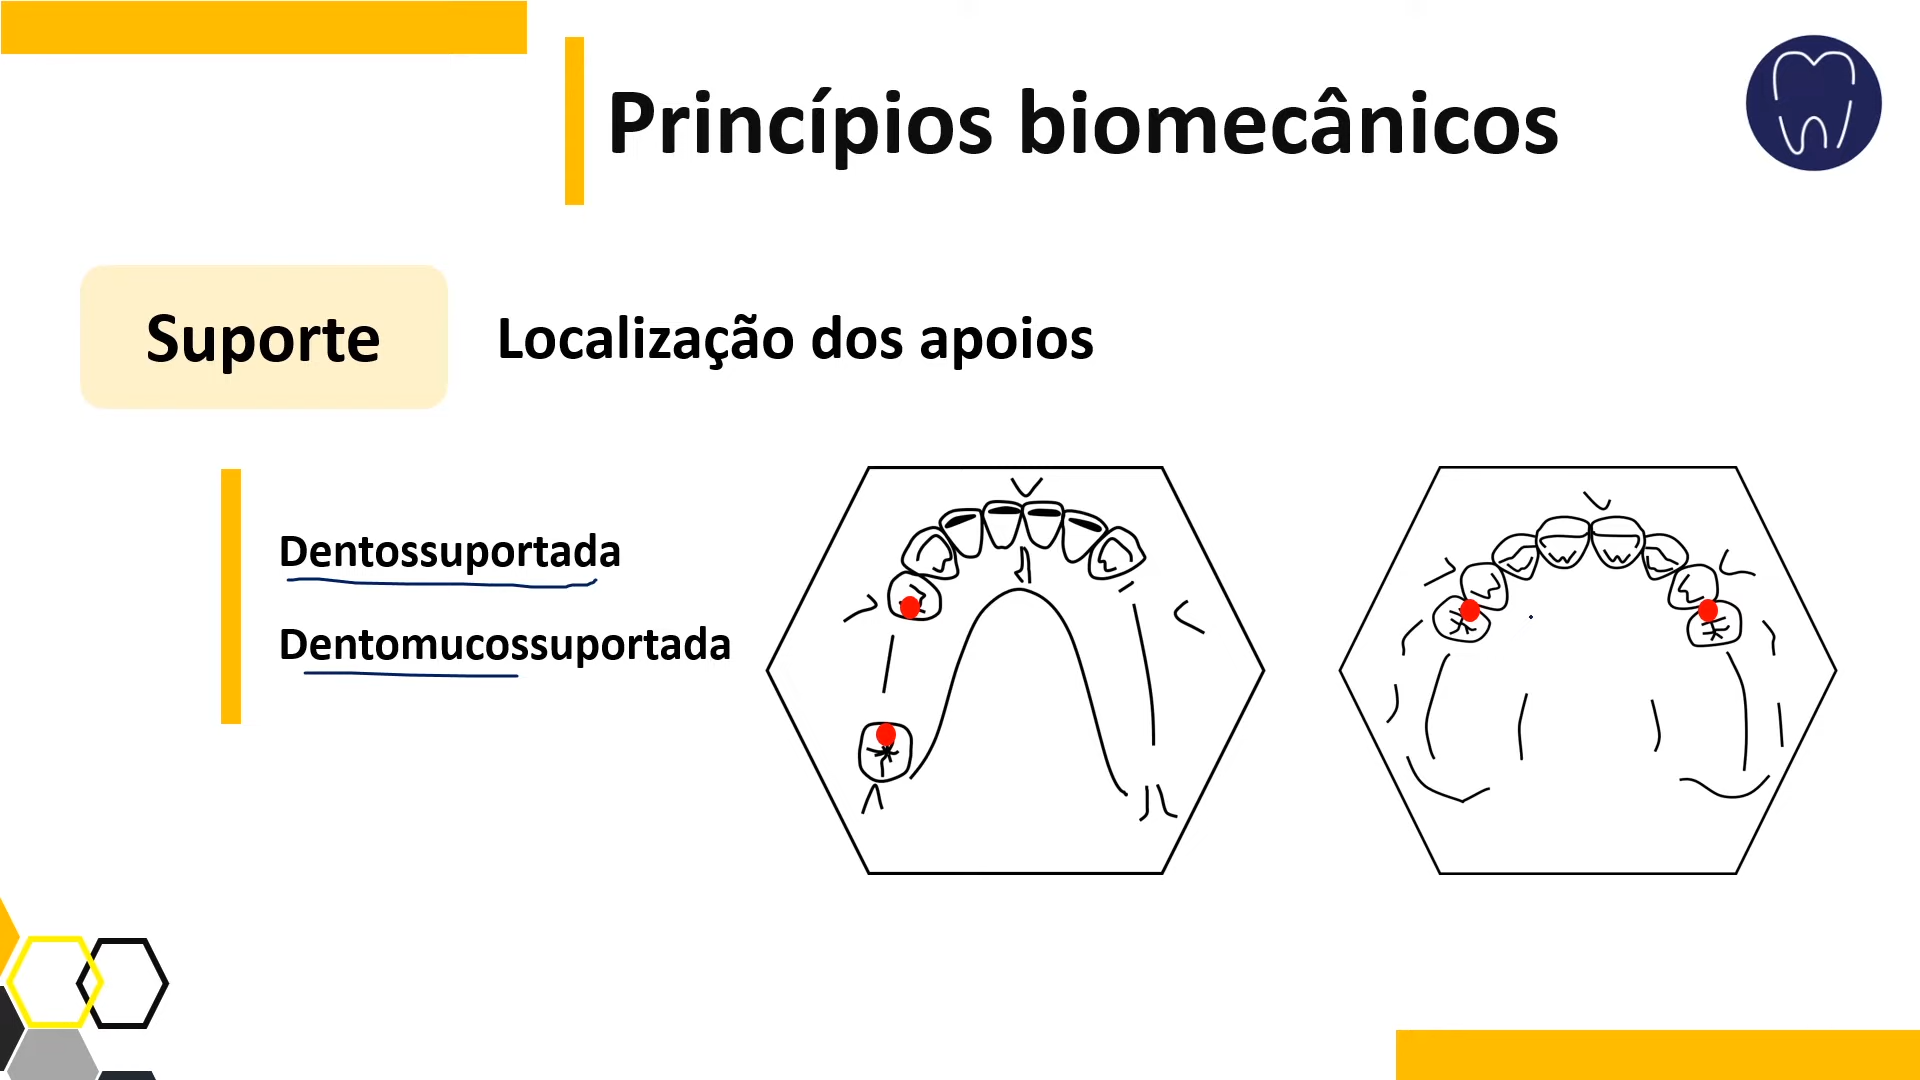 Princípios biomecânicos
Suporte
Localização dos apoios
Dentossuportada
Dentomucossuportada